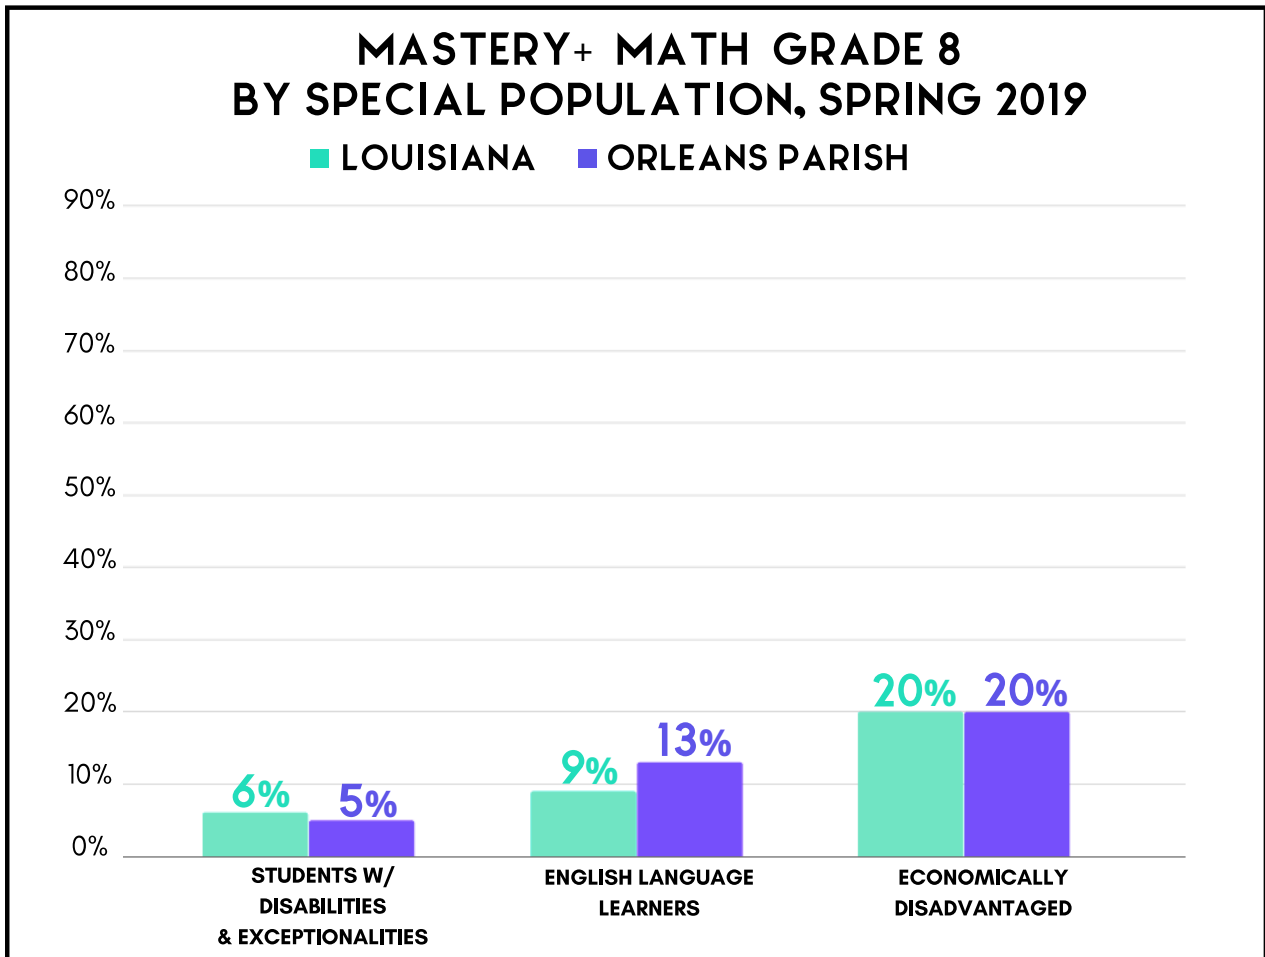 MASTERY+ MATH GRADE 8
BY SPECIAL POPULATION, SPRING 2019
LOUISIANA ORLEANS PARISH
90%
80%
70%
60%
50%
40%
30%
20%
10%
0%
6% 5% 9% 13% 20% 20%
STUDENTS W/
DISABILITIES
& EXCEPTIONALITIES
ENGLISH LANGUAGE
LEARNERS
ECONOMICALLY
DISADVANTAGED